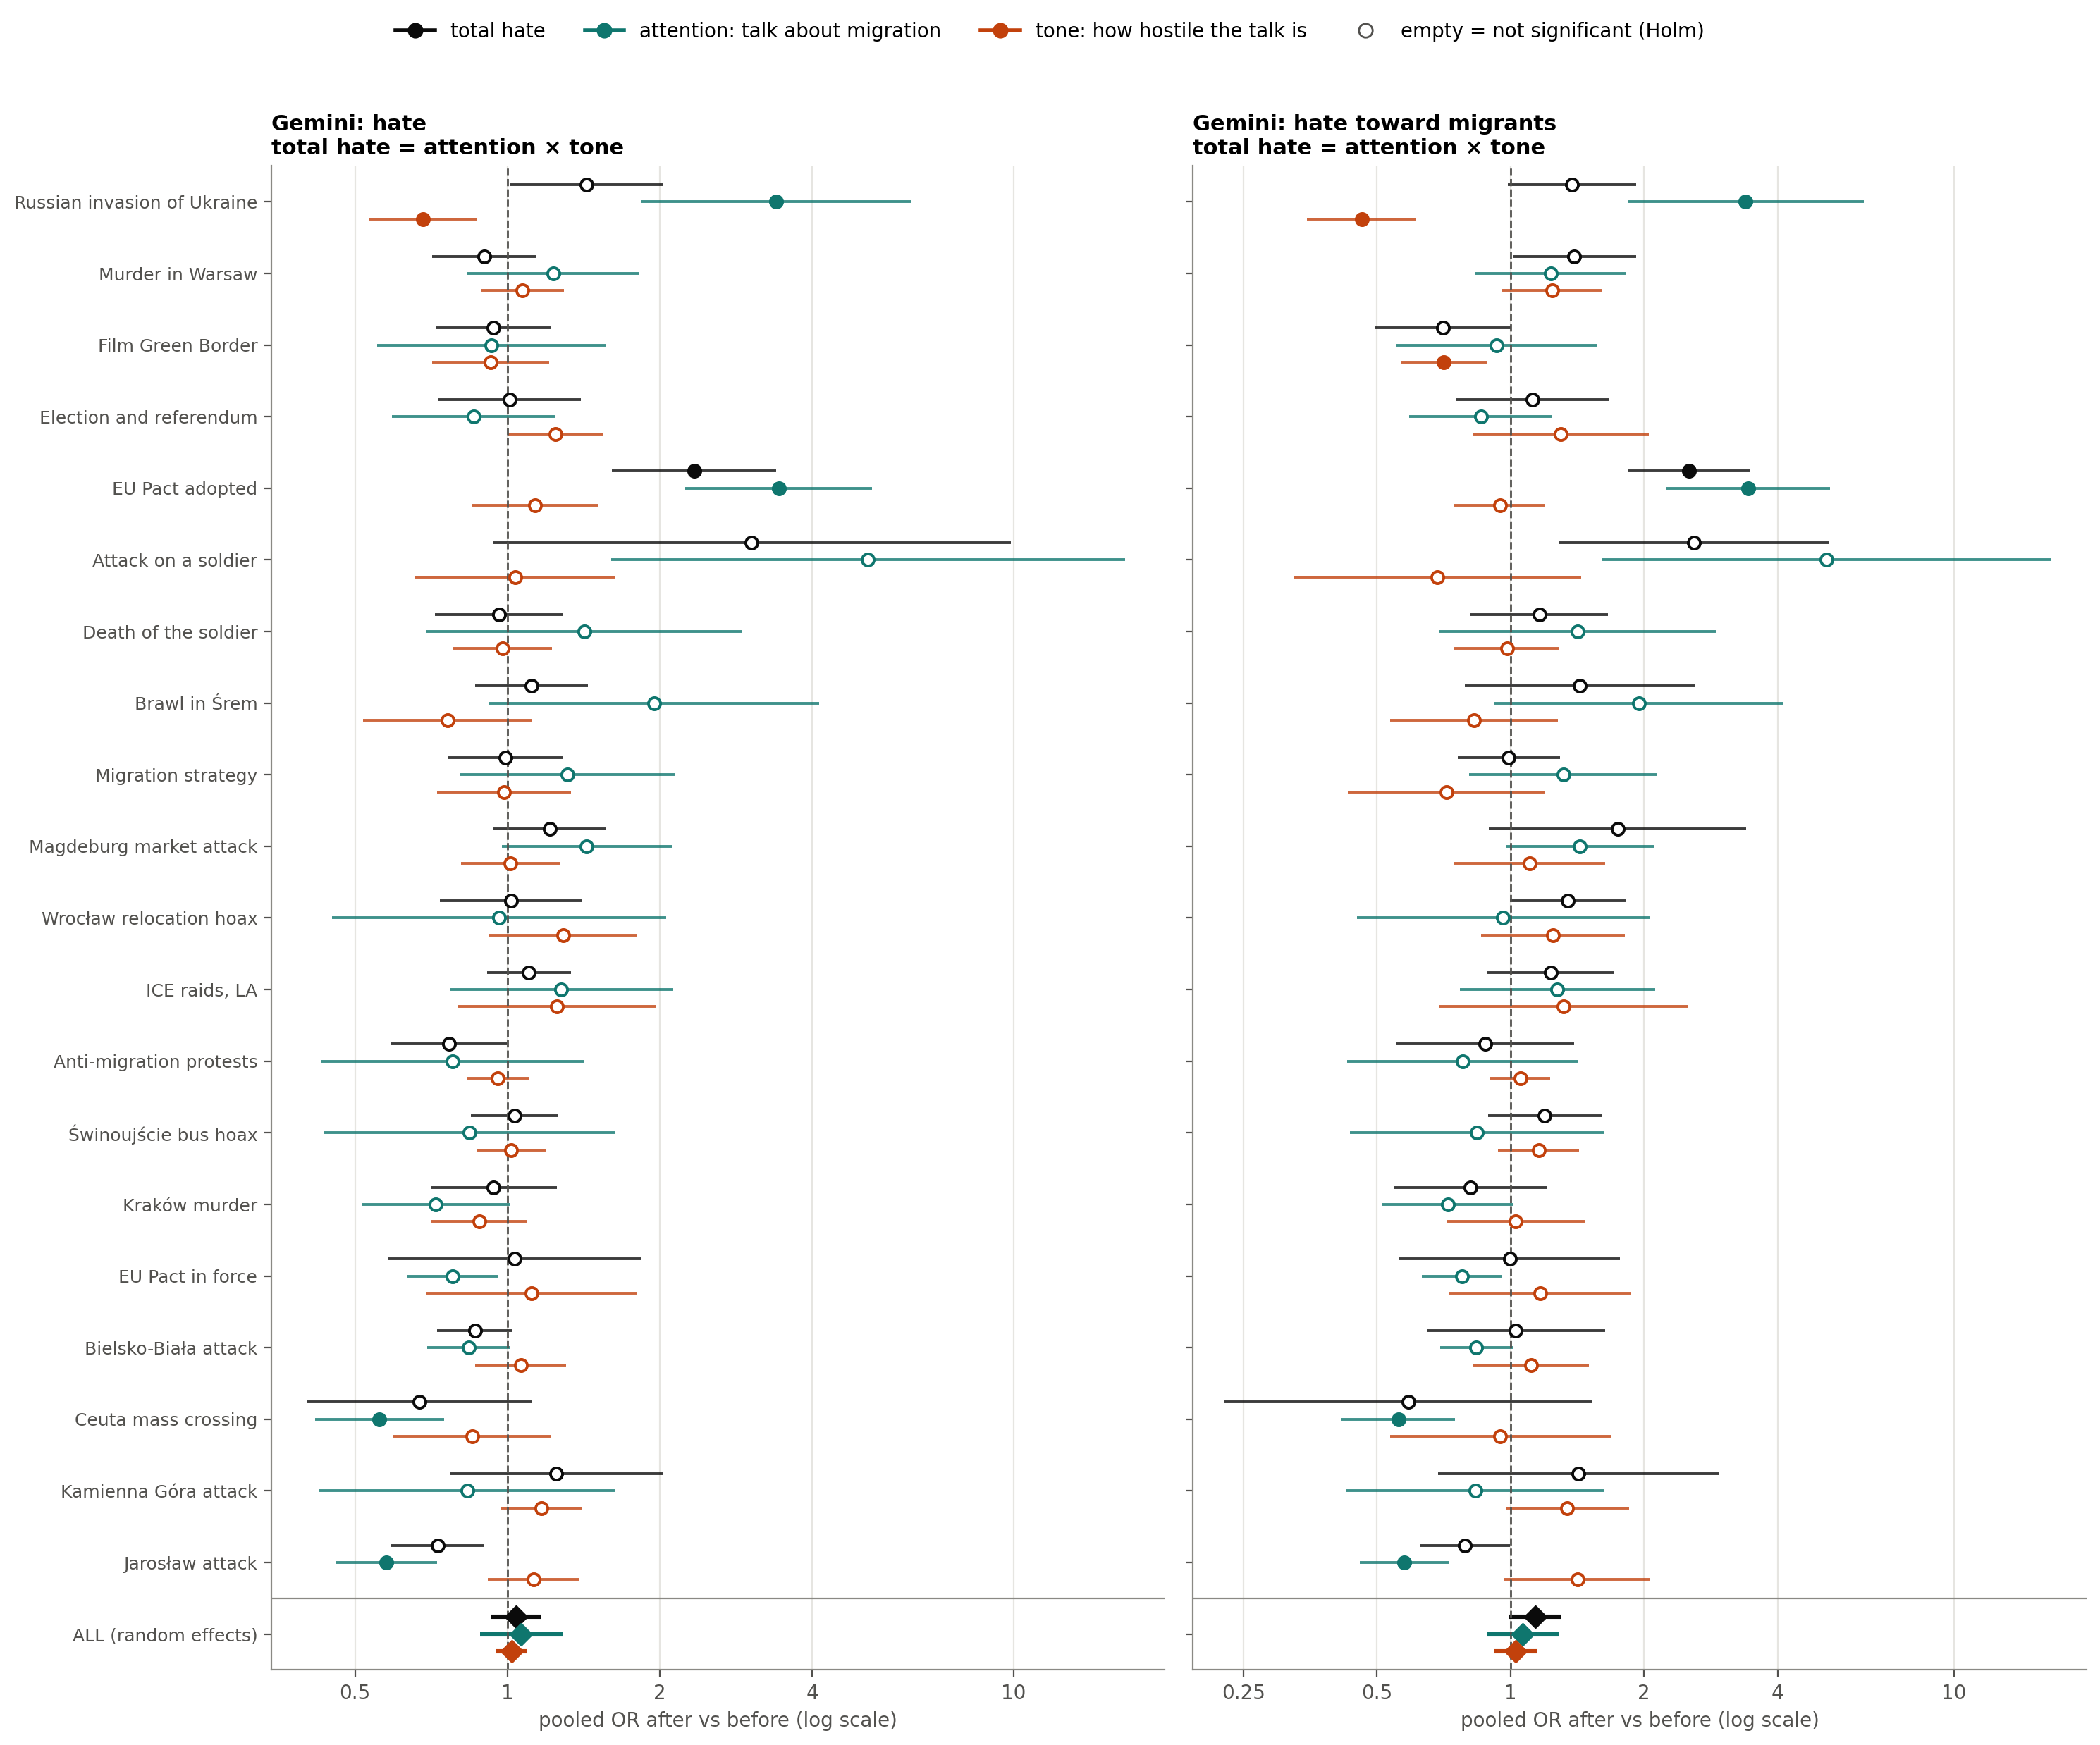 total hate
attention: talk about migration
tone: how hostile the talk is
empty = not significant (Holm)
Gemini: hate
total hate = attention × tone
Gemini: hate toward migrants
total hate = attention × tone
Russian invasion of Ukraine
Murder in Warsaw
Film Green Border
Election and referendum
EU Pact adopted
Attack on a soldier
Death of the soldier
Brawl in Śrem
Migration strategy
Magdeburg market attack
Wrocław relocation hoax
ICE raids, LA
Anti-migration protests
Świnoujście bus hoax
Kraków murder
EU Pact in force
Bielsko-Biała attack
Ceuta mass crossing
Kamienna Góra attack
Jarosław attack
ALL (random effects)
0.5 1 2 4 10
0.25 0.5 1 2 4 10
pooled OR after vs before (log scale)
pooled OR after vs before (log scale)